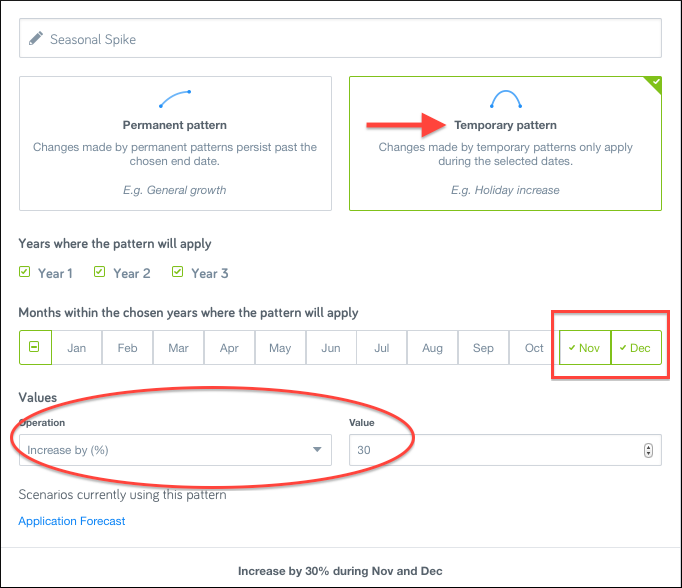 Seasonal Spike
Permanent pattern
Changes made by permanent patterns persist past the
chosen end date.
E.g. General growth
Temporary pattern
Changes made by temporary patterns only apply
during the selected dates.
E.g. Holiday increase
Years where the pattern will apply
Year 1 Year 2 Year 3
Months within the chosen years where the pattern will apply
Jan Feb Mar Apr May Jun Jul Aug Sep Oct Nov Dec
Values
Operation Value
Increase by (%) 30
Scenarios currently using this pattern
Application Forecast
Increase by 30% during Nov and Dec